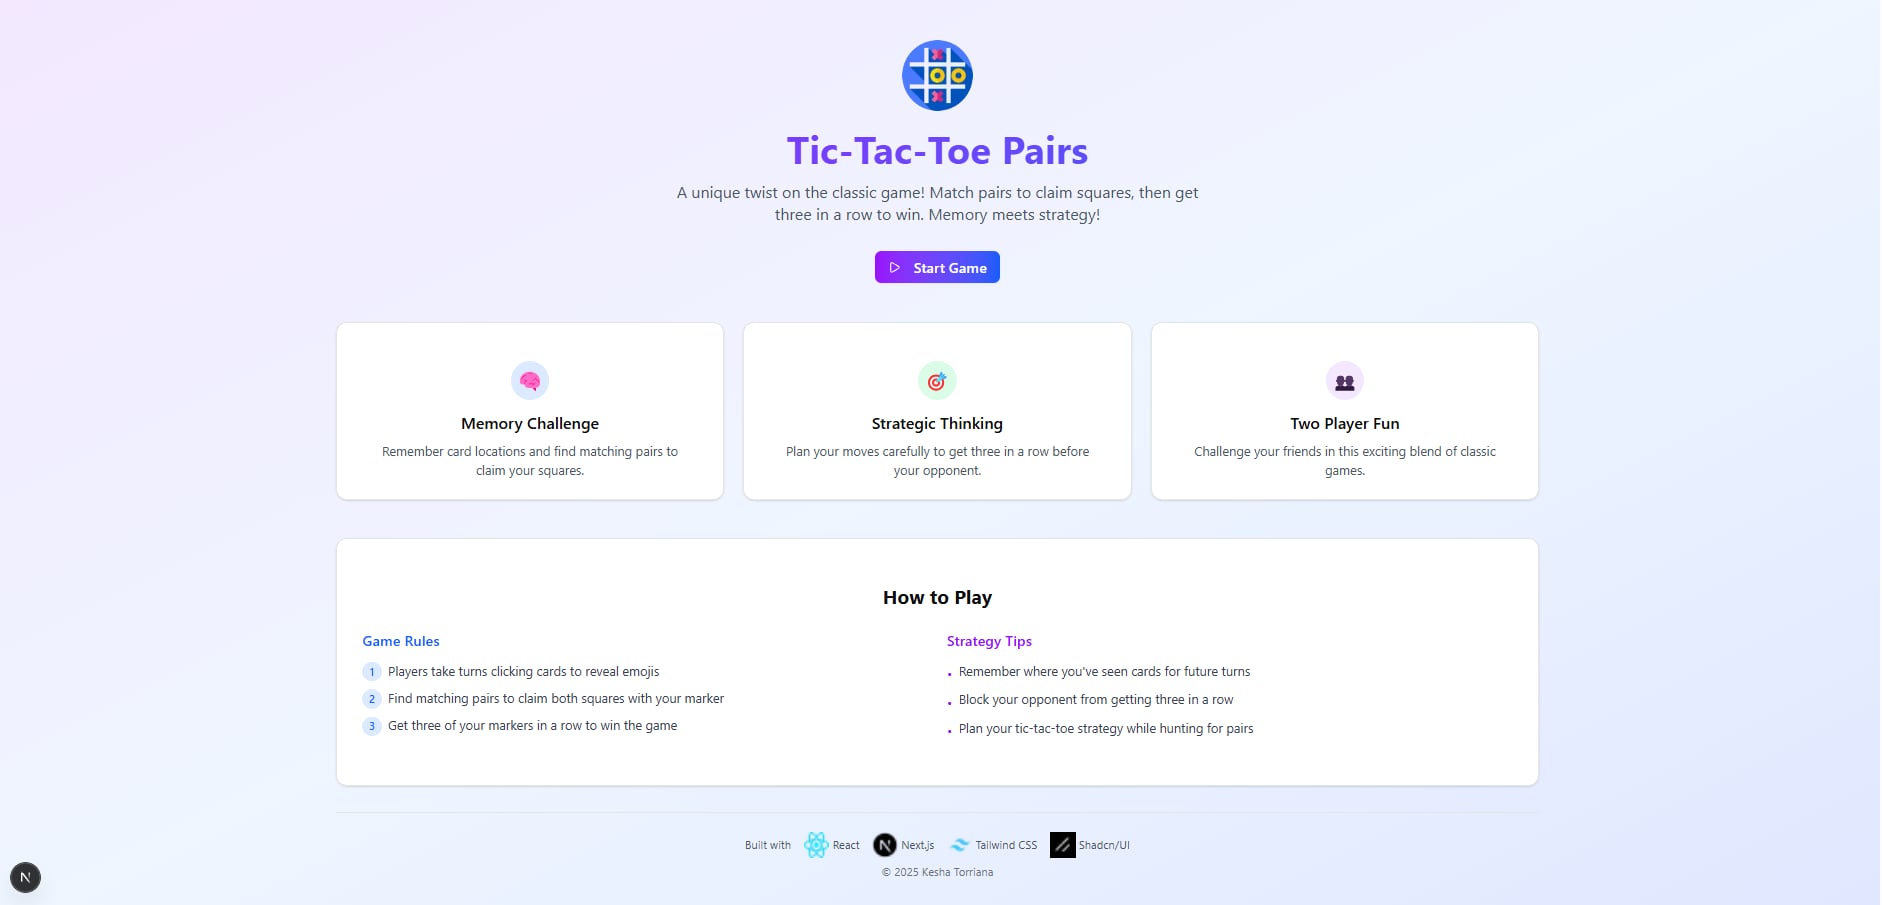 Tic-Tac-Toe Pairs
A unique twist on the classic game! Match pairs to claim squares, then get
three in a row to win. Memory meets strategy!
Start Game
Memory Challenge
Remember card locations and find matching pairs to
claim your squares.
Strategic Thinking
Plan your moves carefully to get three in a row before
your opponent.
Two Player Fun
Challenge your friends in this exciting blend of classic
games.
How to Play
Game Rules
1 Players take turns clicking cards to reveal emojis
2 Find matching pairs to claim both squares with your marker
3 Get three of your markers in a row to win the game
Strategy Tips
• Remember where you've seen cards for future turns
• Block your opponent from getting three in a row
• Plan your tic-tac-toe strategy while hunting for pairs
Built with React Next.js Tailwind CSS Shadcn/UI
© 2025 Kesha Torriana
N